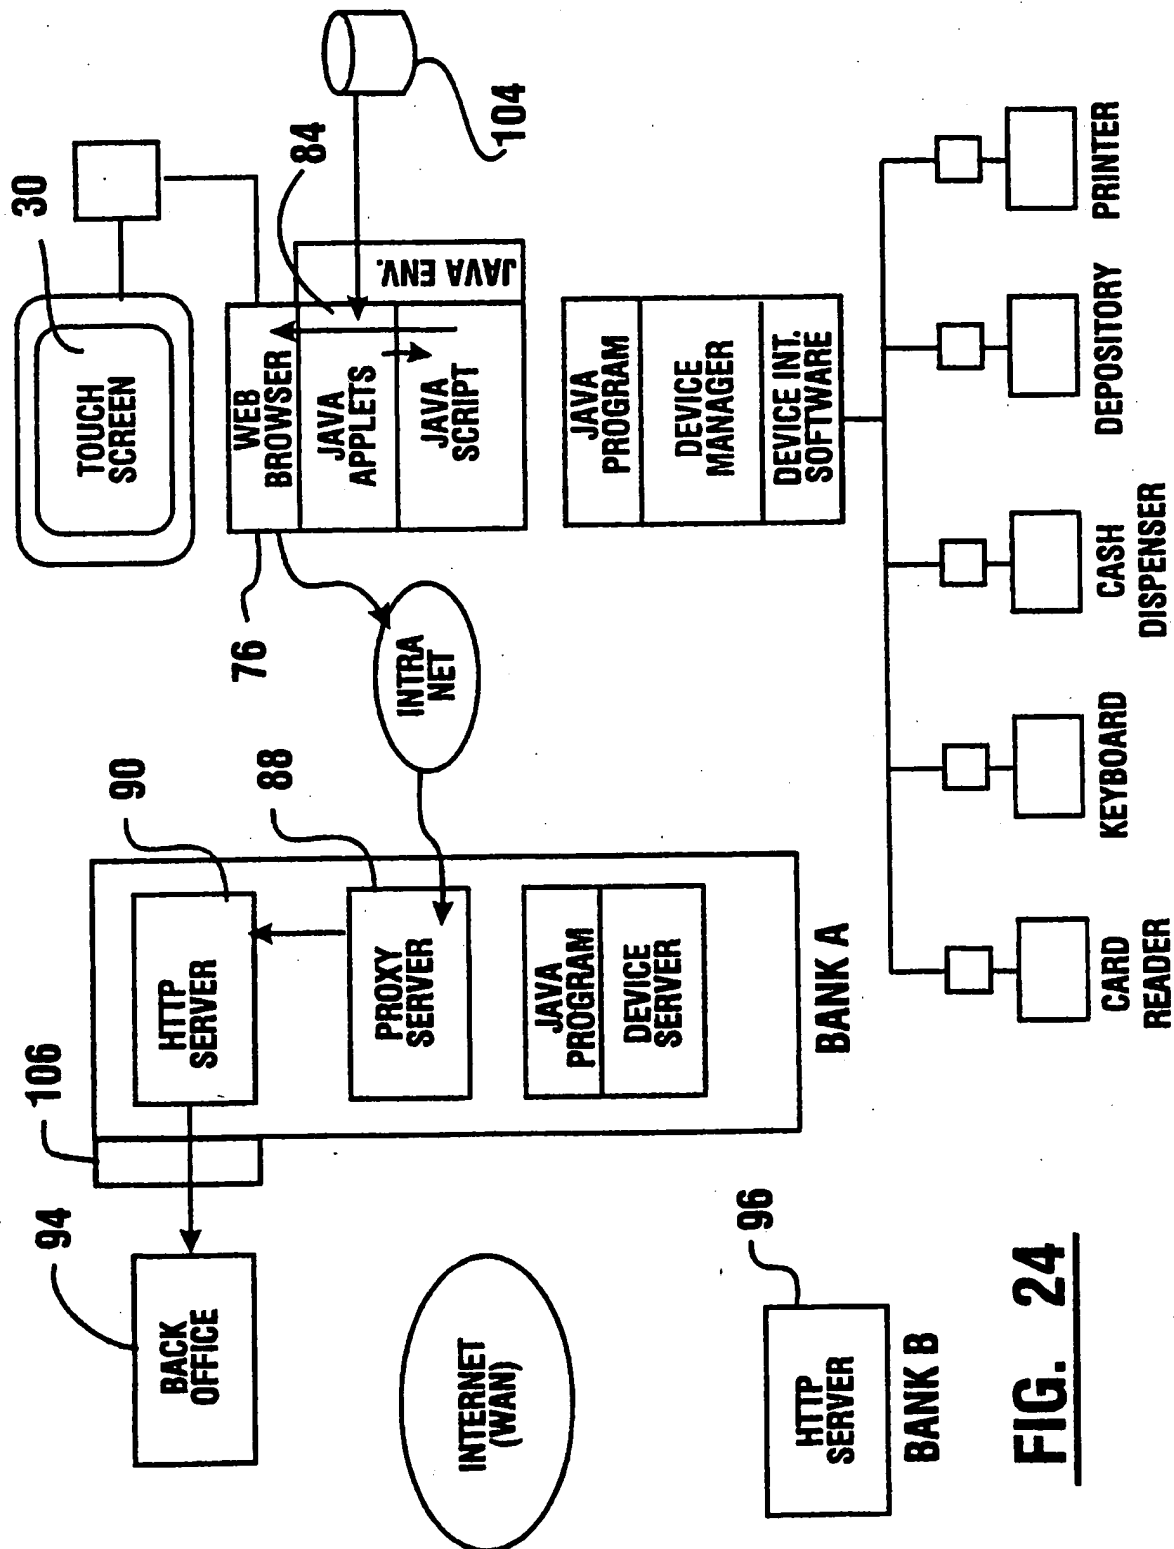 94
BACK
OFFICE
106
HTTP
SERVER
90
PROXY
SERVER
88
JAVA
PROGRAM
DEVICE
SERVER
BANK A
INTERNET
(WAN)
96
HTTP
SERVER
BANK B
INTRA
NET
30
TOUCH
SCREEN
76
WEB
BROWSER
JAVA
APPLETS
JAVA
SCRIPT
JAVA ENV.
84
104
JAVA
PROGRAM
DEVICE
MANAGER
DEVICE INT.
SOFTWARE
CARD
READER
KEYBOARD
CASH
DISPENSER
DEPOSITORY
PRINTER
FIG. 24